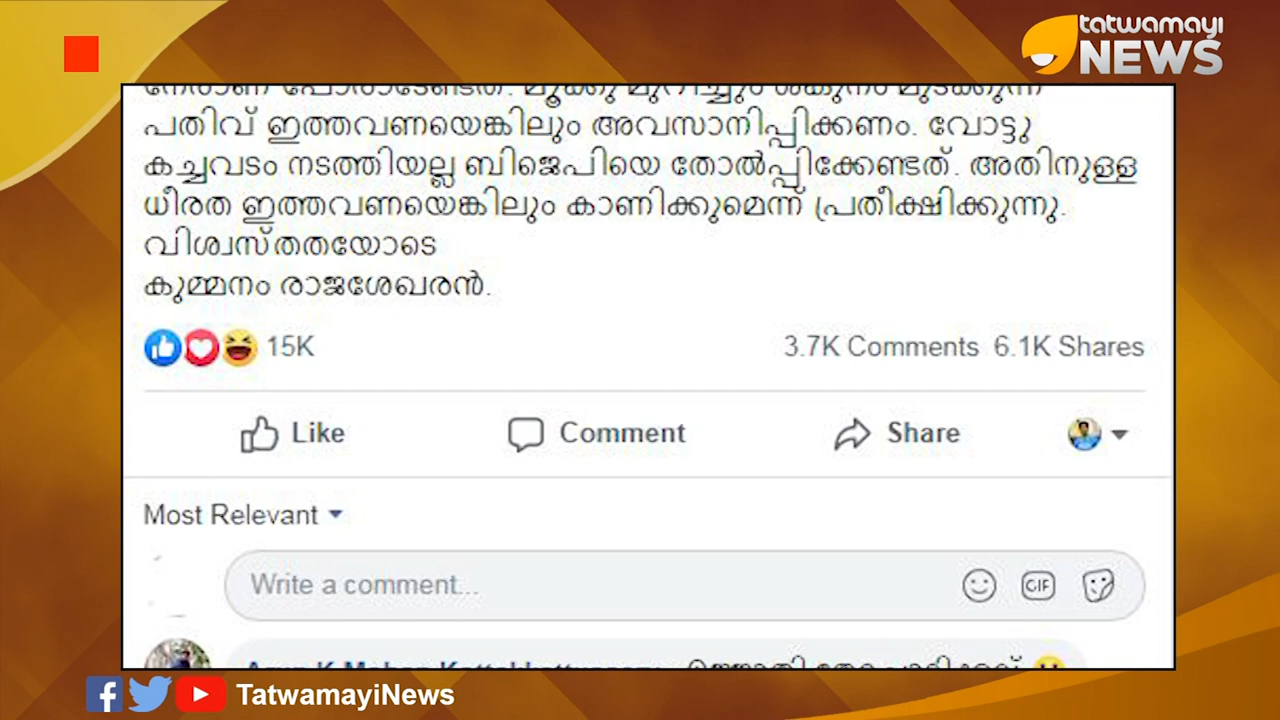 tatwamayi
NEWS
പതിവ് ഇത്തവണയെങ്കിലും അവസാനിപ്പിക്കണം. വോട്ടു
കച്ചവടം നടത്തിയല്ല ബിജെപിയെ തോൽപ്പിക്കേണ്ടത്. അതിനുള്ള
ധീരത ഇത്തവണയെങ്കിലും കാണിക്കുമെന്ന് പ്രതീക്ഷിക്കുന്നു.
വിശ്വസ്തതയോടെ
കുമ്മനം രാജശേഖരൻ.
15K 3.7K Comments 6.1K Shares
Like Comment Share
Most Relevant
Write a comment...
GIF
TatwamayiNews